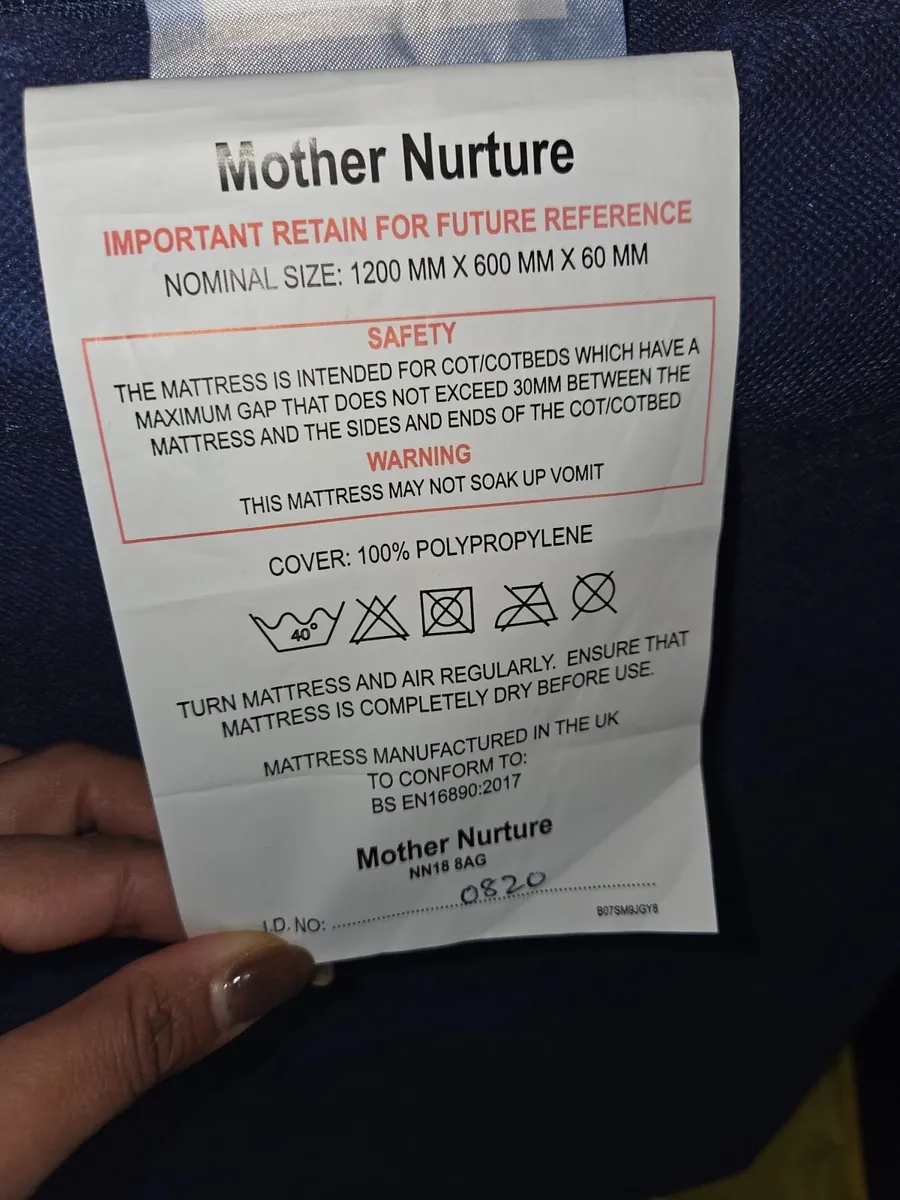 Mother Nurture
IMPORTANT RETAIN FOR FUTURE REFERENCE
NOMINAL SIZE: 1200 MM X 600 MM X 60 MM
SAFETY
THE MATTRESS IS INTENDED FOR COT/COTBEDS WHICH HAVE A
MAXIMUM GAP THAT DOES NOT EXCEED 30MM BETWEEN THE
MATTRESS AND THE SIDES AND ENDS OF THE COT/COTBED
WARNING
THIS MATTRESS MAY NOT SOAK UP VOMIT
COVER: 100% POLYPROPYLENE
40°
TURN MATTRESS AND AIR REGULARLY. ENSURE THAT
MATTRESS IS COMPLETELY DRY BEFORE USE.
MATTRESS MANUFACTURED IN THE UK
TO CONFORM TO:
BS EN16890:2017
Mother Nurture
NN18 8AG
I.D. NO: 0820
B07SM9JGY8